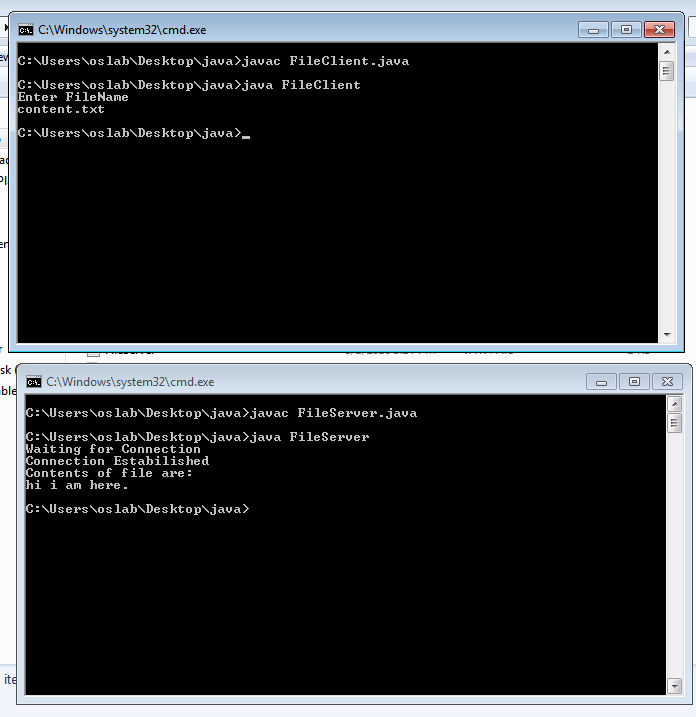 C:\Windows\system32\cmd.exe
C:\Users\oslab\Desktop\java>javac FileClient.java
C:\Users\oslab\Desktop\java>java FileClient
Enter FileName
content.txt
C:\Users\oslab\Desktop\java>
C:\Windows\system32\cmd.exe
C:\Users\oslab\Desktop\java>javac FileServer.java
C:\Users\oslab\Desktop\java>java FileServer
Waiting for Connection
Connection Estabilished
Contents of file are:
hi i am here.
C:\Users\oslab\Desktop\java>